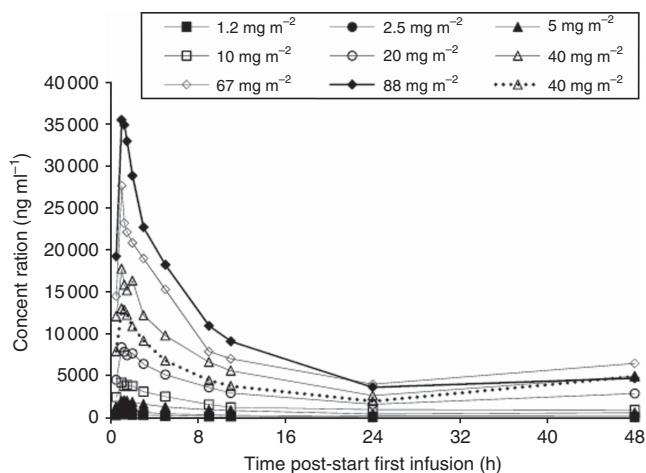 1.2 mg m⁻² 2.5 mg m⁻² 5 mg m⁻²
10 mg m⁻² 20 mg m⁻² 40 mg m⁻²
67 mg m⁻² 88 mg m⁻² 40 mg m⁻²
40 000
35 000
30 000
25 000
20 000
15 000
10 000
5000
0
Concent ration (ng ml⁻¹)
0 8 16 24 32 40 48
Time post-start first infusion (h)